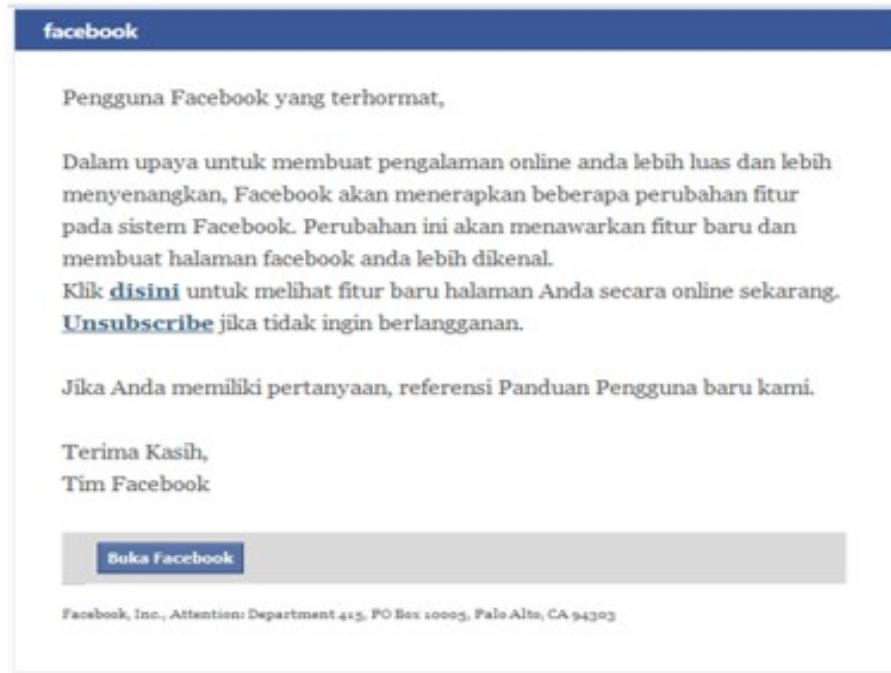 facebook
Pengguna Facebook yang terhormat,
Dalam upaya untuk membuat pengalaman online anda lebih luas dan lebih
menyenangkan, Facebook akan menerapkan beberapa perubahan fitur
pada sistem Facebook. Perubahan ini akan menawarkan fitur baru dan
membuat halaman facebook anda lebih dikenal.
Klik disini untuk melihat fitur baru halaman Anda secara online sekarang.
Unsubscribe jika tidak ingin berlangganan.
Jika Anda memiliki pertanyaan, referensi Panduan Pengguna baru kami.
Terima Kasih,
Tim Facebook
Buka Facebook
Facebook, Inc., Attention: Department 415, PO Box 10005, Palo Alto, CA 94303